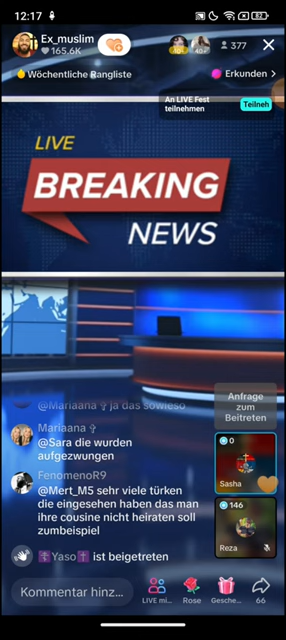 12:17
82
Ex_muslim
165.6K
377
Wöchentliche Rangliste
Erkunden >
An LIVE Fest
teilnehmen
Teilneh
LIVE
BREAKING
NEWS
@Mariaana ✞ ja das sowieso
Mariaana ✞
@Sara die wurden
aufgezwungen
FenomenoR9
@Mert_M5 sehr viele türken
die eingesehen haben das man
ihre cousine nicht heiraten soll
zumbeispiel
Yaso ist beigetreten
Anfrage
zum
Beitreten
0
Sasha
146
Reza
Kommentar hinz...
LIVE mi...
Rose
Gesche...
66